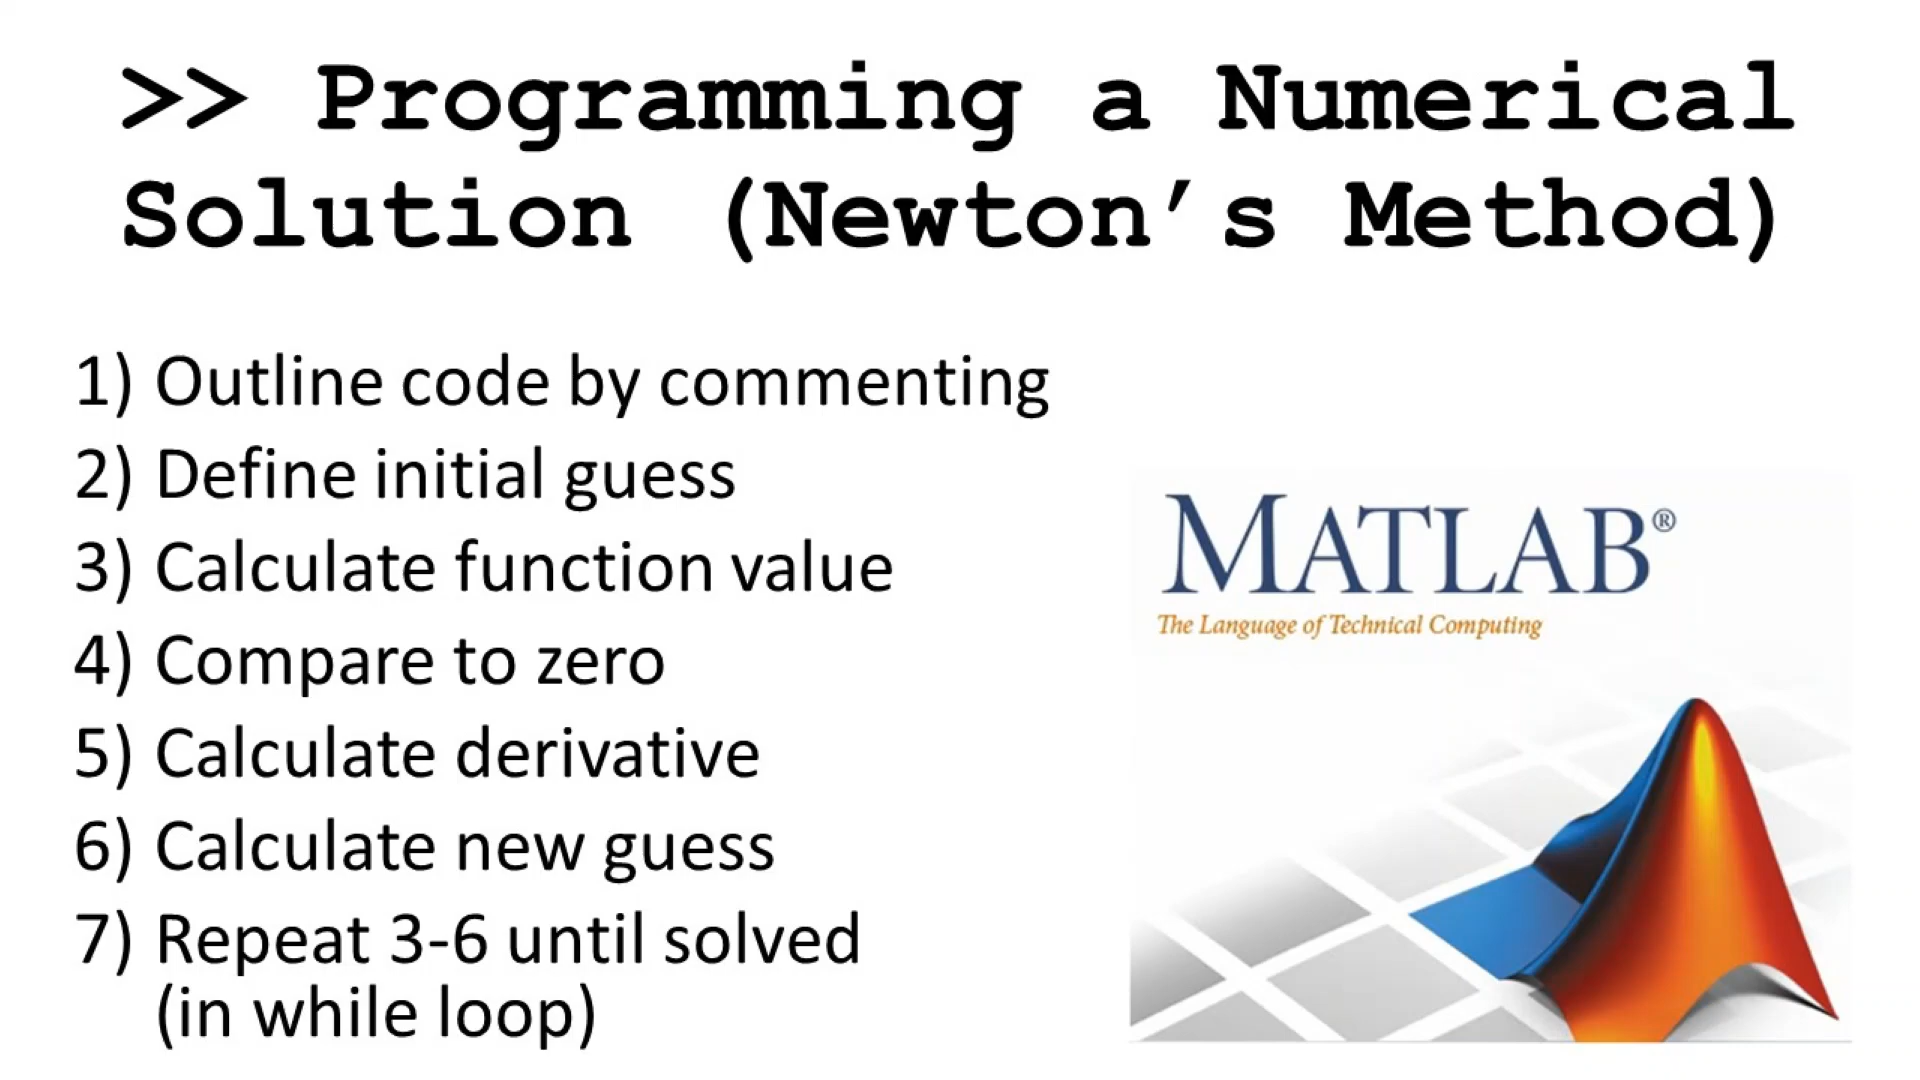 >> Programming a Numerical
Solution (Newton’s Method)
1) Outline code by commenting
2) Define initial guess
3) Calculate function value
4) Compare to zero
5) Calculate derivative
6) Calculate new guess
7) Repeat 3-6 until solved
(in while loop)
MATLAB®
The Language of Technical Computing